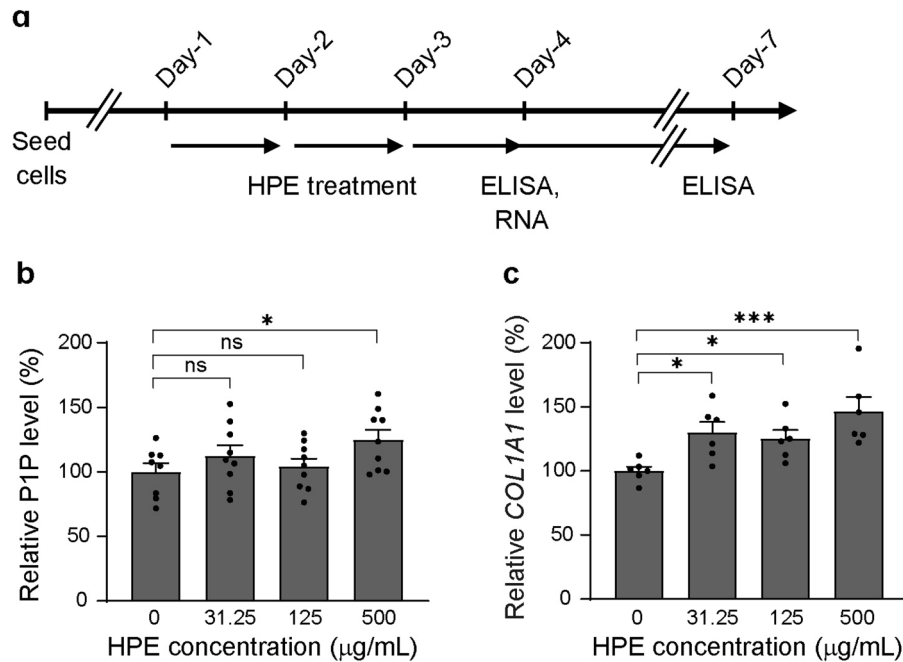 a
Day-1
Day-2
Day-3
Day-4
Day-7
Seed
cells
HPE treatment
ELISA,
RNA
ELISA
b
Relative P1P level (%)
200
150
100
50
0
*
ns
ns
0 31.25 125 500
HPE concentration (μg/mL)
c
Relative COL1A1 level (%)
200
150
100
50
0
***
*
*
0 31.25 125 500
HPE concentration (μg/mL)